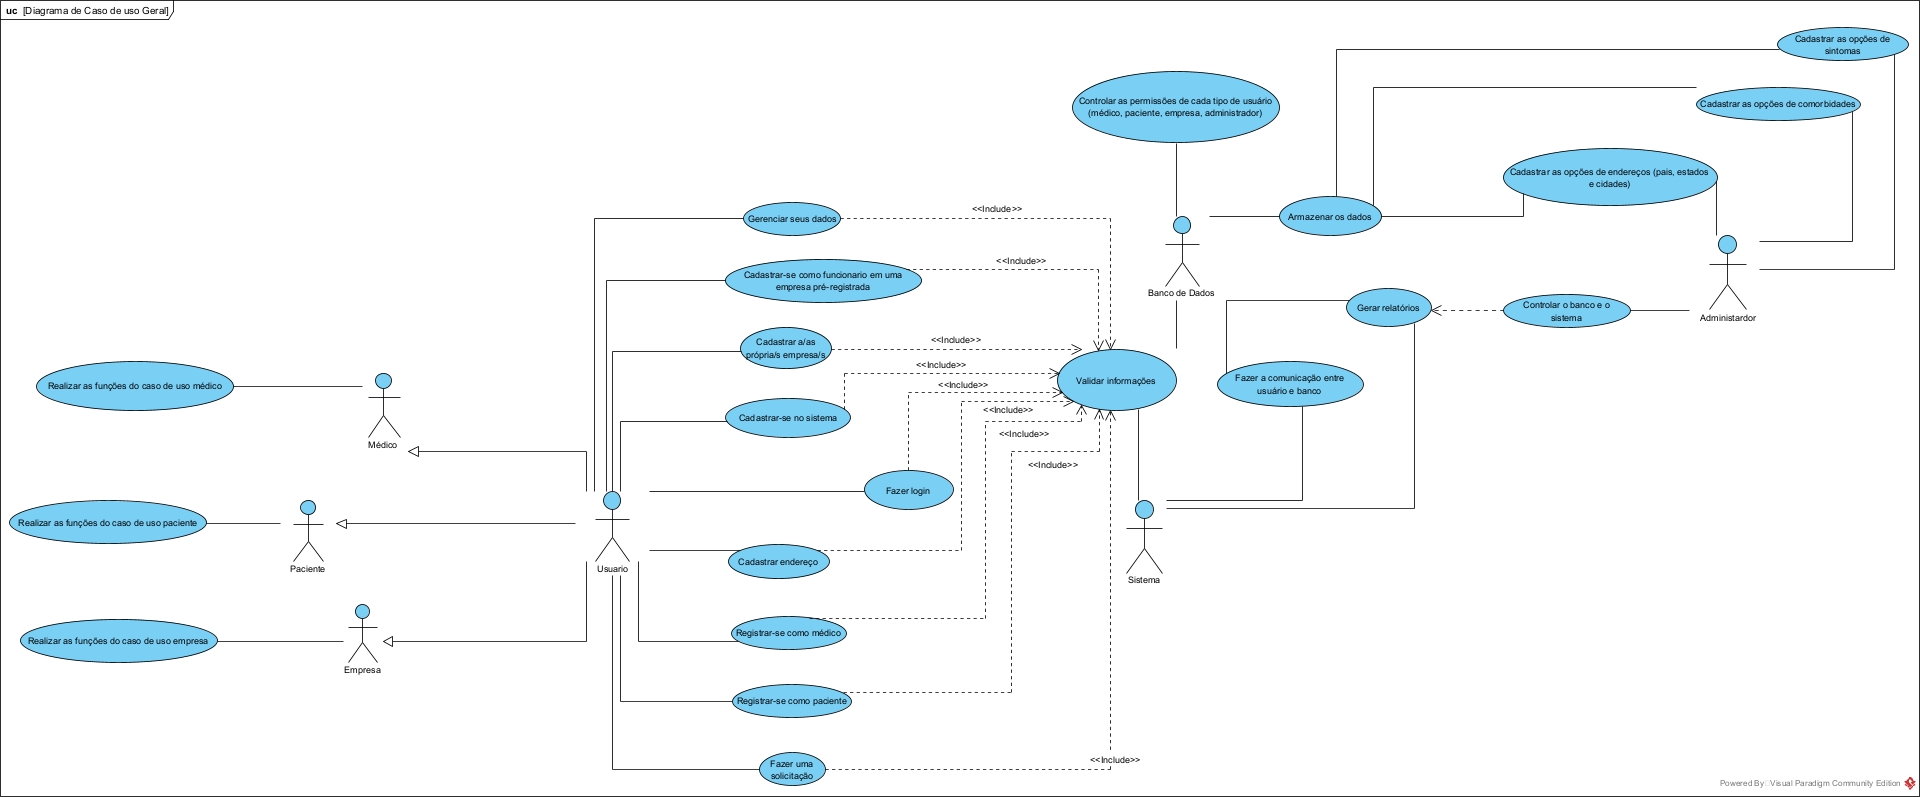 uc [Diagrama de Caso de uso Geral]
Cadastrar as opções de
sintomas
Controlar as permissões de cada tipo de usuário
(médico, paciente, empresa, administrador)
Cadastrar as opções de comorbidades
Cadastrar as opções de endereços (pais, estados
e cidades)
Gerenciar seus dados
<<Include>>
Armazenar os dados
Cadastrar-se como funcionario em uma
empresa pré-registrada
<<Include>>
Banco de Dados
Gerar relatórios
Controlar o banco e o
sistema
Administardor
Cadastrar a/as
própria/s empresa/s
<<Include>>
<<Include>>
Validar informações
Fazer a comunicação entre
usuário e banco
Realizar as funções do caso de uso médico
<<Include>>
Cadastrar-se no sistema
<<Include>>
<<Include>>
Médico
<<Include>>
Fazer login
Realizar as funções do caso de uso paciente
Paciente
Usuario
Cadastrar endereço
Sistema
Realizar as funções do caso de uso empresa
Empresa
Registrar-se como médico
Registrar-se como paciente
Fazer uma
solicitação
<<Include>>
Powered By Visual Paradigm Community Edition